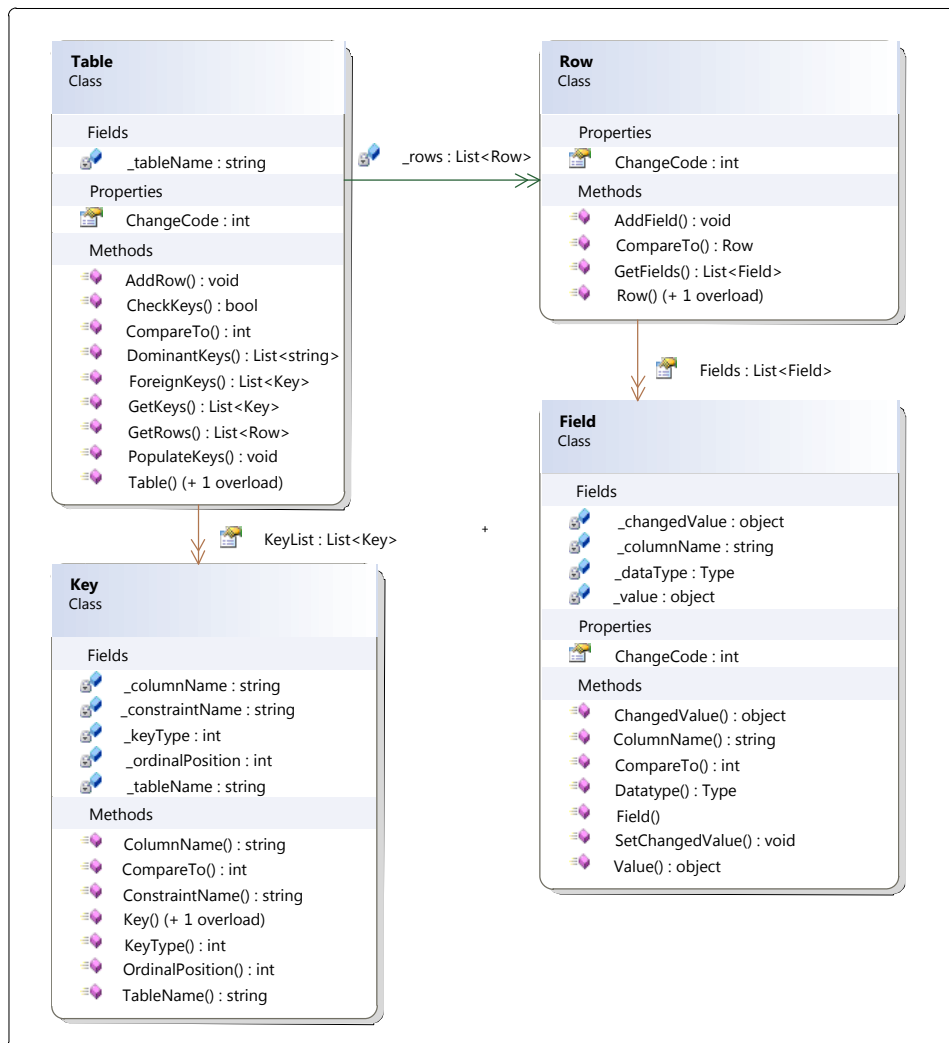 Table
Class
Fields
_tableName : string
Properties
ChangeCode : int
Methods
AddRow() : void
CheckKeys() : bool
CompareTo() : int
DominantKeys() : List<string>
ForeignKeys() : List<Key>
GetKeys() : List<Key>
GetRows() : List<Row>
PopulateKeys() : void
Table() (+ 1 overload)
_rows : List<Row>
Row
Class
Properties
ChangeCode : int
Methods
AddField() : void
CompareTo() : Row
GetFields() : List<Field>
Row() (+ 1 overload)
Fields : List<Field>
KeyList : List<Key>
+
Key
Class
Fields
_columnName : string
_constraintName : string
_keyType : int
_ordinalPosition : int
_tableName : string
Methods
ColumnName() : string
CompareTo() : int
ConstraintName() : string
Key() (+ 1 overload)
KeyType() : int
OrdinalPosition() : int
TableName() : string
Field
Class
Fields
_changedValue : object
_columnName : string
_dataType : Type
_value : object
Properties
ChangeCode : int
Methods
ChangedValue() : object
ColumnName() : string
CompareTo() : int
Datatype() : Type
Field()
SetChangedValue() : void
Value() : object